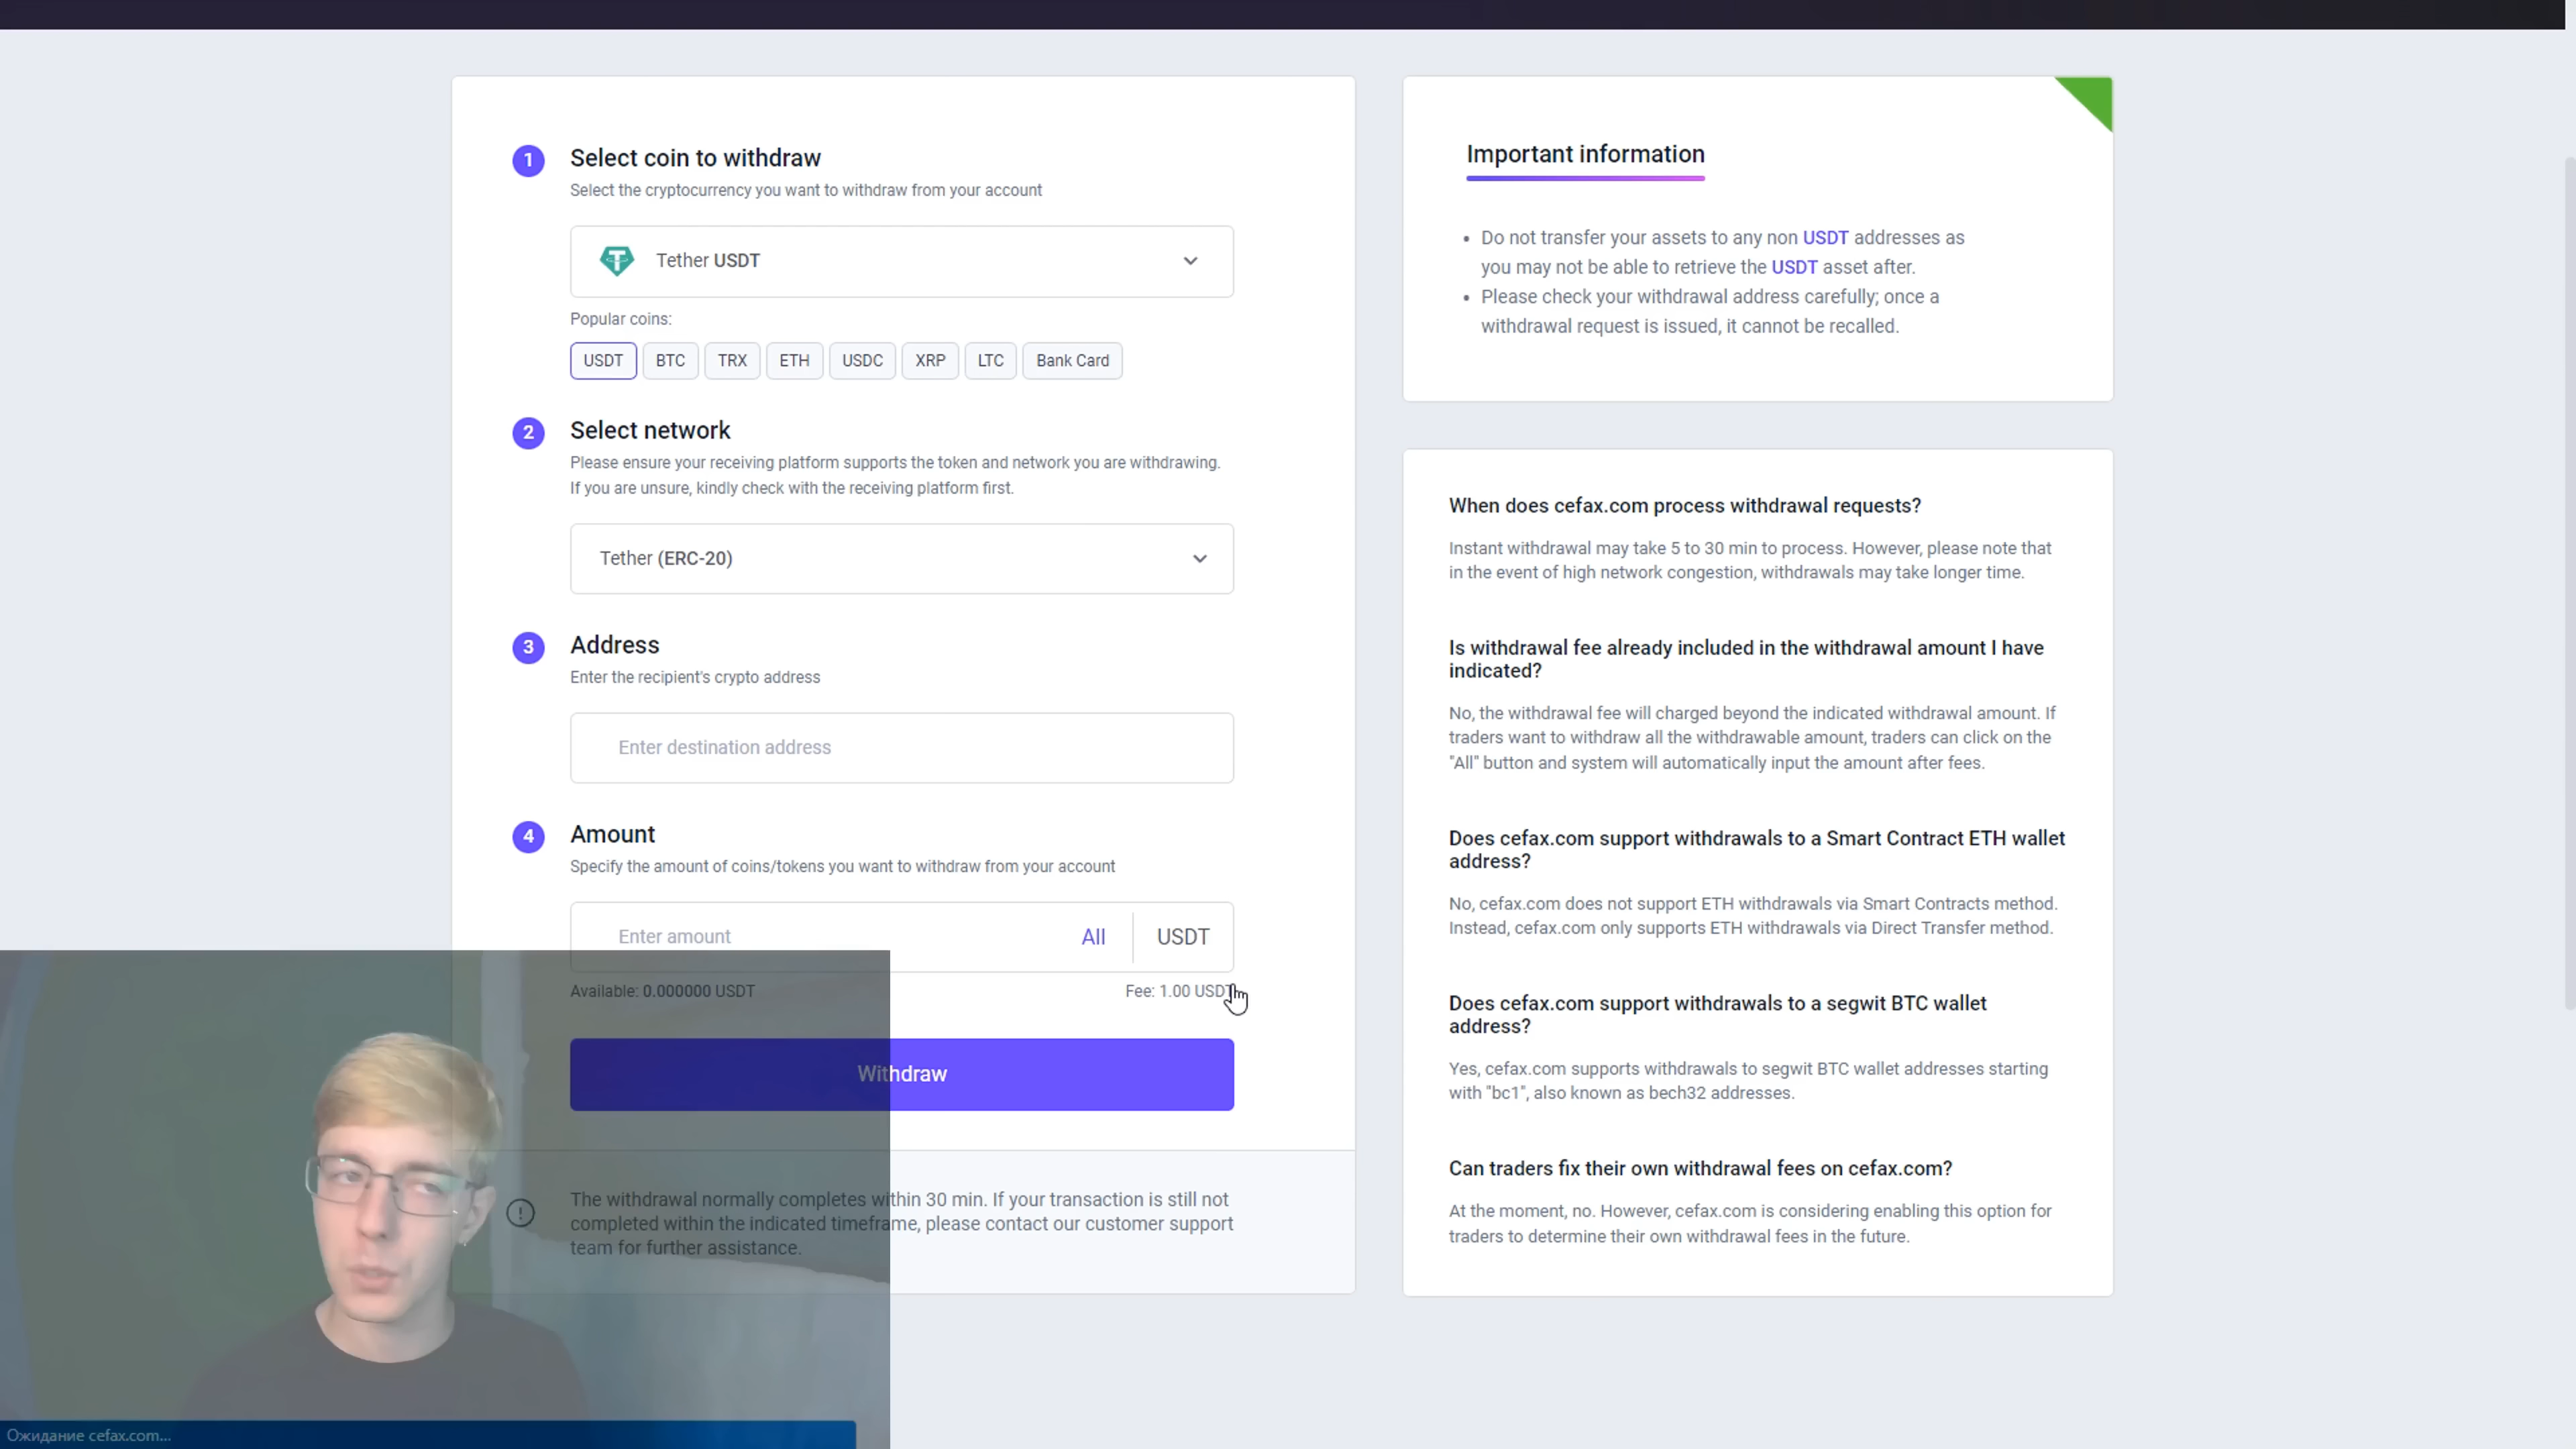 1
Select coin to withdraw
Select the cryptocurrency you want to withdraw from your account
Tether USDT
Popular coins:
USDT BTC TRX ETH USDC XRP LTC Bank Card
2
Select network
Please ensure your receiving platform supports the token and network you are withdrawing.
If you are unsure, kindly check with the receiving platform first.
Tether (ERC-20)
3
Address
Enter the recipient's crypto address
Enter destination address
4
Amount
Specify the amount of coins/tokens you want to withdraw from your account
Enter amount All USDT
Available: 0.000000 USDT Fee: 1.00 USDT
Withdraw
The withdrawal normally completes within 30 min. If your transaction is still not
completed within the indicated timeframe, please contact our customer support
team for further assistance.
Important information
Do not transfer your assets to any non USDT addresses as
you may not be able to retrieve the USDT asset after.
Please check your withdrawal address carefully; once a
withdrawal request is issued, it cannot be recalled.
When does cefax.com process withdrawal requests?
Instant withdrawal may take 5 to 30 min to process. However, please note that
in the event of high network congestion, withdrawals may take longer time.
Is withdrawal fee already included in the withdrawal amount I have
indicated?
No, the withdrawal fee will charged beyond the indicated withdrawal amount. If
traders want to withdraw all the withdrawable amount, traders can click on the
"All" button and system will automatically input the amount after fees.
Does cefax.com support withdrawals to a Smart Contract ETH wallet
address?
No, cefax.com does not support ETH withdrawals via Smart Contracts method.
Instead, cefax.com only supports ETH withdrawals via Direct Transfer method.
Does cefax.com support withdrawals to a segwit BTC wallet
address?
Yes, cefax.com supports withdrawals to segwit BTC wallet addresses starting
with "bc1", also known as bech32 addresses.
Can traders fix their own withdrawal fees on cefax.com?
At the moment, no. However, cefax.com is considering enabling this option for
traders to determine their own withdrawal fees in the future.
Ожидание cefax.com...